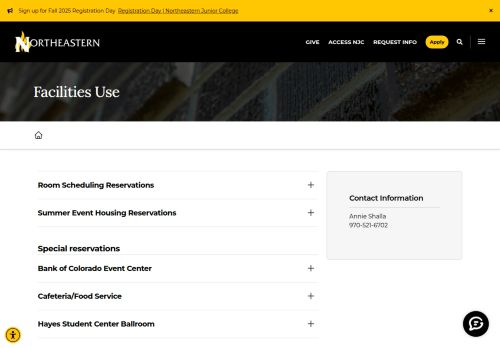 Sign up for Fall 2025 Registration Day Registration Day | Northeastern Junior College ×
NORTHEASTERN
GIVE ACCESS NJC REQUEST INFO Apply
Facilities Use
Room Scheduling Reservations
Summer Event Housing Reservations
Special reservations
Bank of Colorado Event Center
Cafeteria/Food Service
Hayes Student Center Ballroom
Contact Information
Annie Shalla
970-521-6702